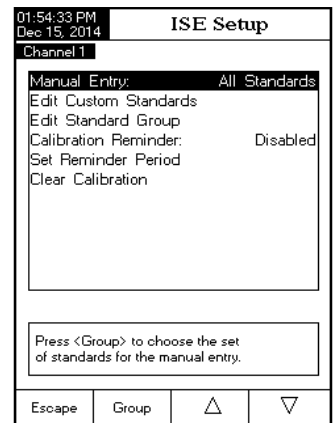 01:54:33 PM
Dec 15, 2014
ISE Setup
Channel 1
Manual Entry: All Standards
Edit Custom Standards
Edit Standard Group
Calibration Reminder: Disabled
Set Reminder Period
Clear Calibration
Press <Group> to choose the set
of standards for the manual entry.
Escape Group △ ▽